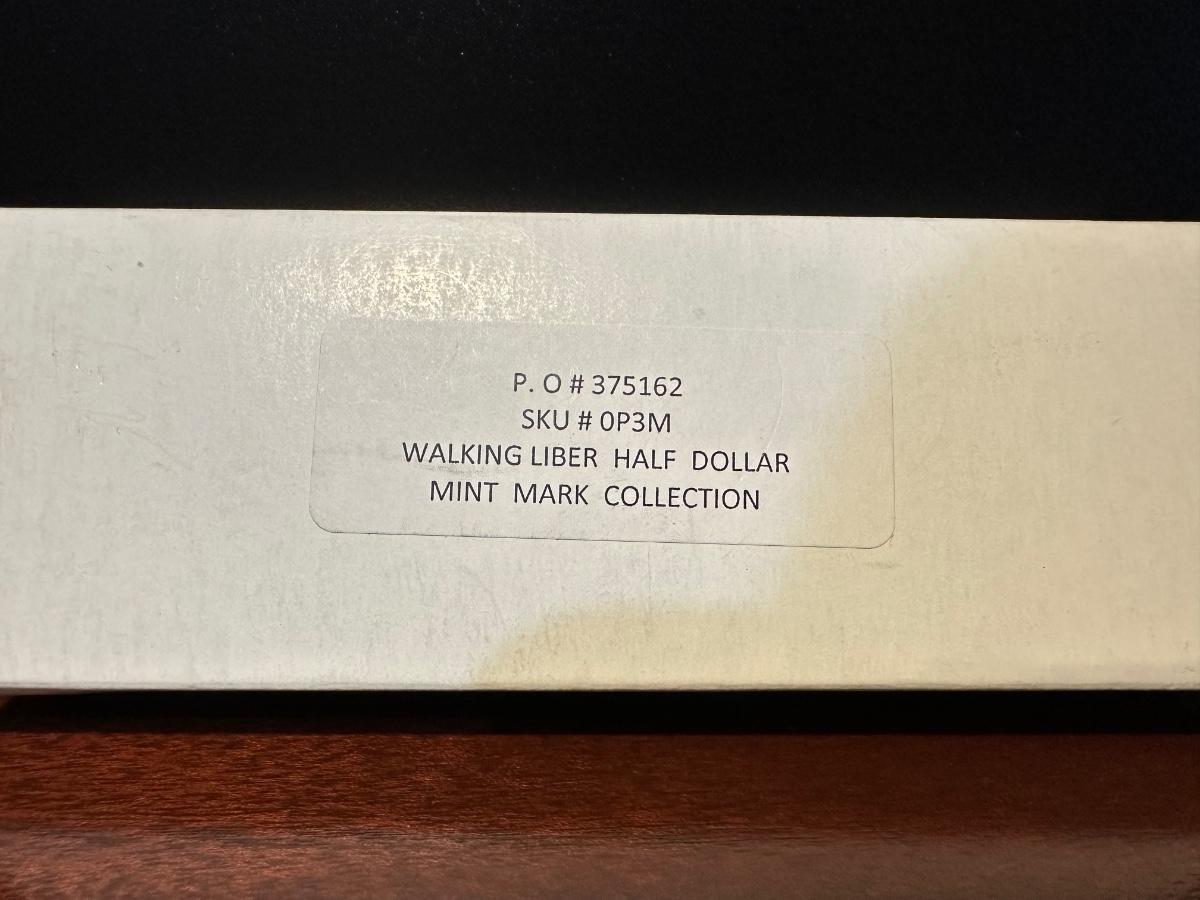 P. O # 375162
SKU # 0P3M
WALKING LIBER HALF DOLLAR
MINT MARK COLLECTION